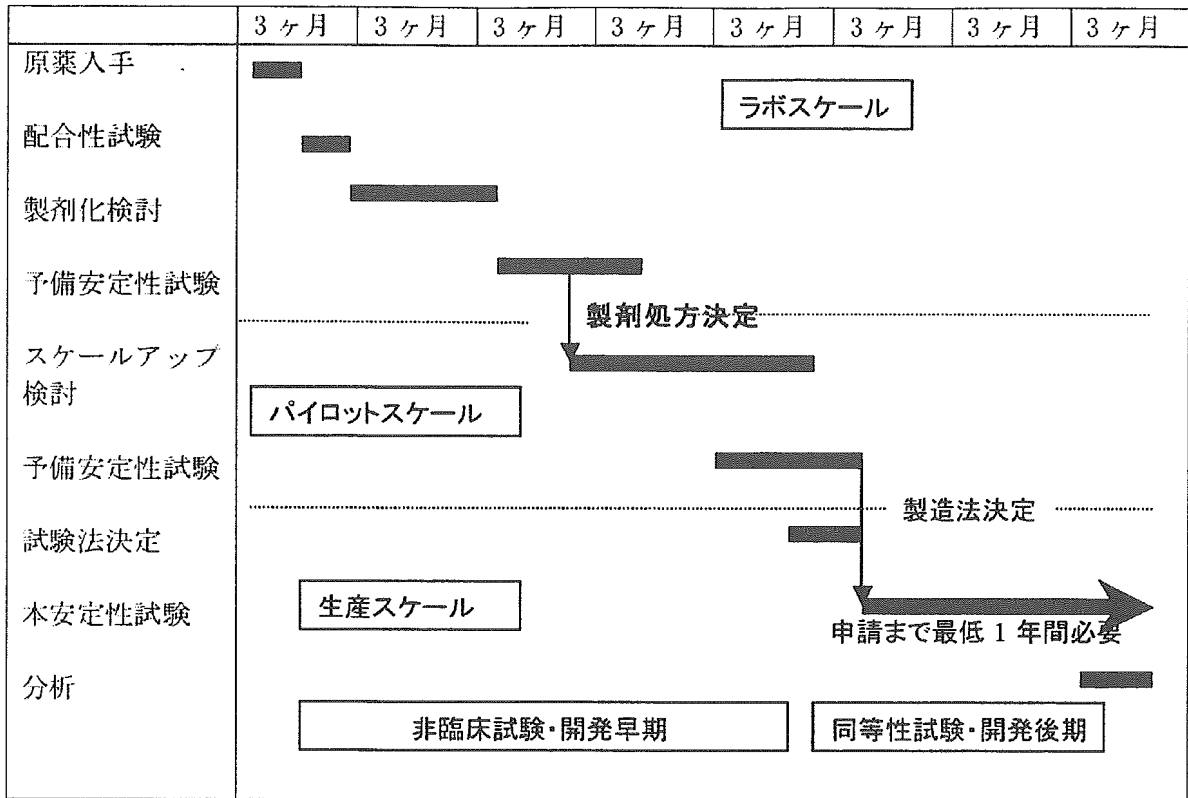 3ヶ月 3ヶ月 3ヶ月 3ヶ月 3ヶ月 3ヶ月 3ヶ月 3ヶ月
原薬入手
ラボスケール
配合性試験
製剤化検討
予備安定性試験
製剤処方決定
スケールアップ
検討
パイロットスケール
予備安定性試験
製造法決定
試験法決定
生産スケール
本安定性試験
申請まで最低1年間必要
分析
非臨床試験・開発早期
同等性試験・開発後期